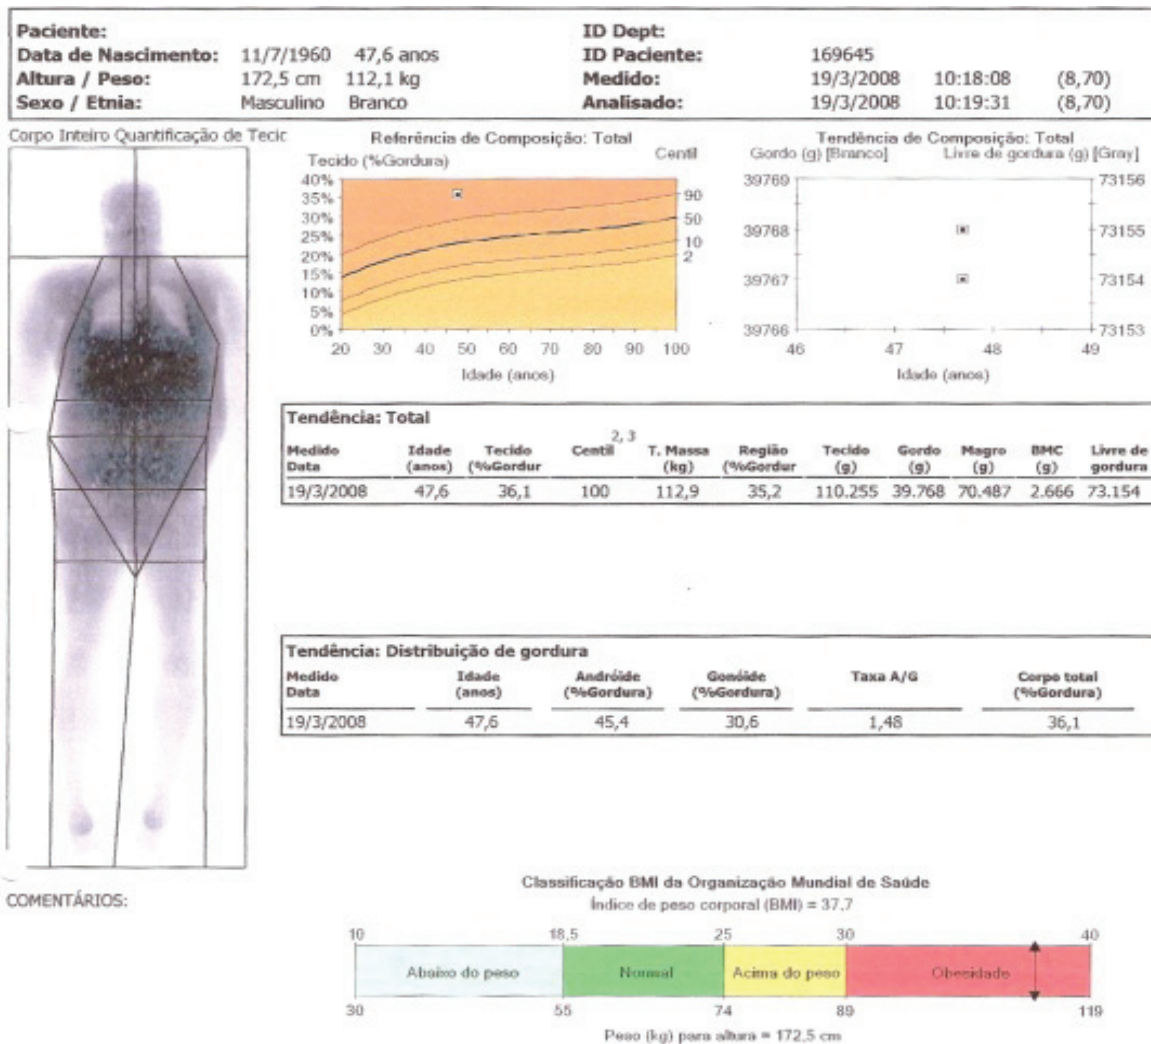 Paciente: ID Dept:
Data de Nascimento: 11/7/1960 47,6 anos ID Paciente: 169645
Altura / Peso: 172,5 cm 112,1 kg Medido: 19/3/2008 10:18:08 (8,70)
Sexo / Etnia: Masculino Branco Analisado: 19/3/2008 10:19:31 (8,70)
Corpo Inteiro Quantificação de Tecic
Referência de Composição: Total
Tecido (%Gordura) Centil
40%
35%
30%
25%
20%
15%
10%
5%
0%
90
50
10
2
20 30 40 50 60 70 80 90 100
Idade (anos)
Tendência de Composição: Total
Gordo (g) [Branco] Livre de gordura (g) [Gray]
39769 73156
39768 73155
39767 73154
39766 73153
46 47 48 49
Idade (anos)
Tendência: Total
2, 3
Medido Idade Tecido Centil T. Massa Região Tecido Gordo Magro BMC Livre de
Data (anos) (%Gordur (kg) (%Gordur (g) (g) (g) (g) gordura
19/3/2008 47,6 36,1 100 112,9 35,2 110.255 39.768 70.487 2.666 73.154
Tendência: Distribuição de gordura
Medido Idade Andróide Gonóide Taxa A/G Corpo total
Data (anos) (%Gordura) (%Gordura) (%Gordura)
19/3/2008 47,6 45,4 30,6 1,48 36,1
COMENTÁRIOS:
Classificação BMI da Organização Mundial de Saúde
Índice de peso corporal (BMI) = 37.7
10 18,5 25 30 40
Abaixo do peso Normal Acima do peso Obesidade
30 55 74 89 119
Peso (kg) para altura = 172,5 cm